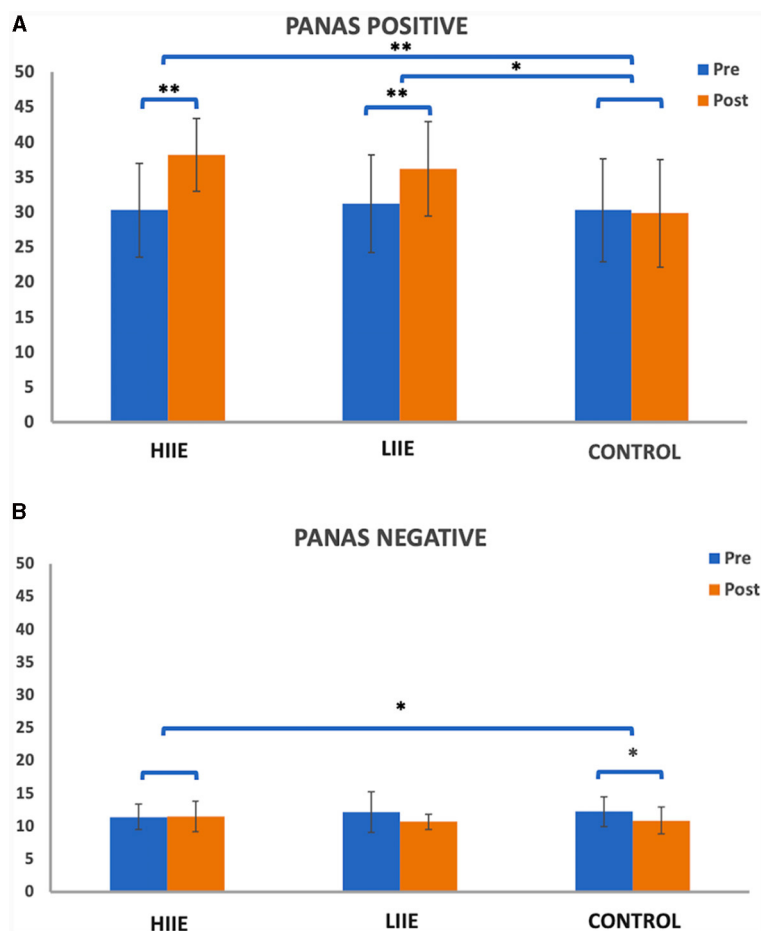 A
PANAS POSITIVE
**
*
** **
Pre
Post
50
45
40
35
30
25
20
15
10
5
0
HIIE LIIE CONTROL
B
PANAS NEGATIVE
Pre
Post
50
45
40
35
30
25
20
15
10
5
0
*
*
HIIE LIIE CONTROL